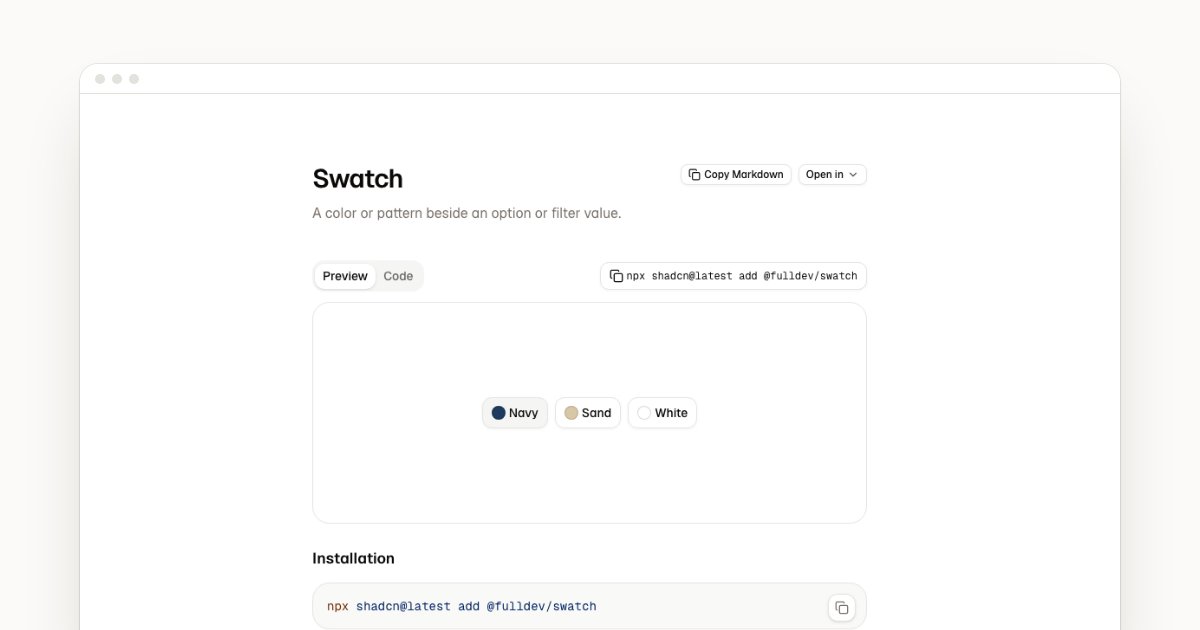 Swatch
Copy Markdown
Open in
A color or pattern beside an option or filter value.
Preview
Code
npx shadcn@latest add @fulldev/swatch
Navy
Sand
White
Installation
npx shadcn@latest add @fulldev/swatch